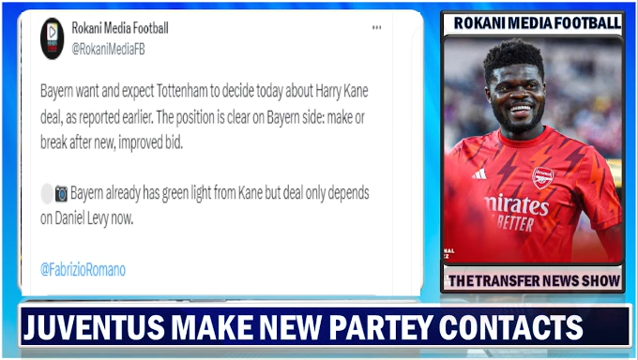 Rokani Media Football
@RokaniMediaFB
Bayern want and expect Tottenham to decide today about Harry Kane
deal, as reported earlier. The position is clear on Bayern side: make or
break after new, improved bid.
Bayern already has green light from Kane but deal only depends
on Daniel Levy now.
@FabrizioRomano
ROKANI MEDIA FOOTBALL
Arsenal
Emirates
BETTER
THE TRANSFER NEWS SHOW
JUVENTUS MAKE NEW PARTEY CONTACTS